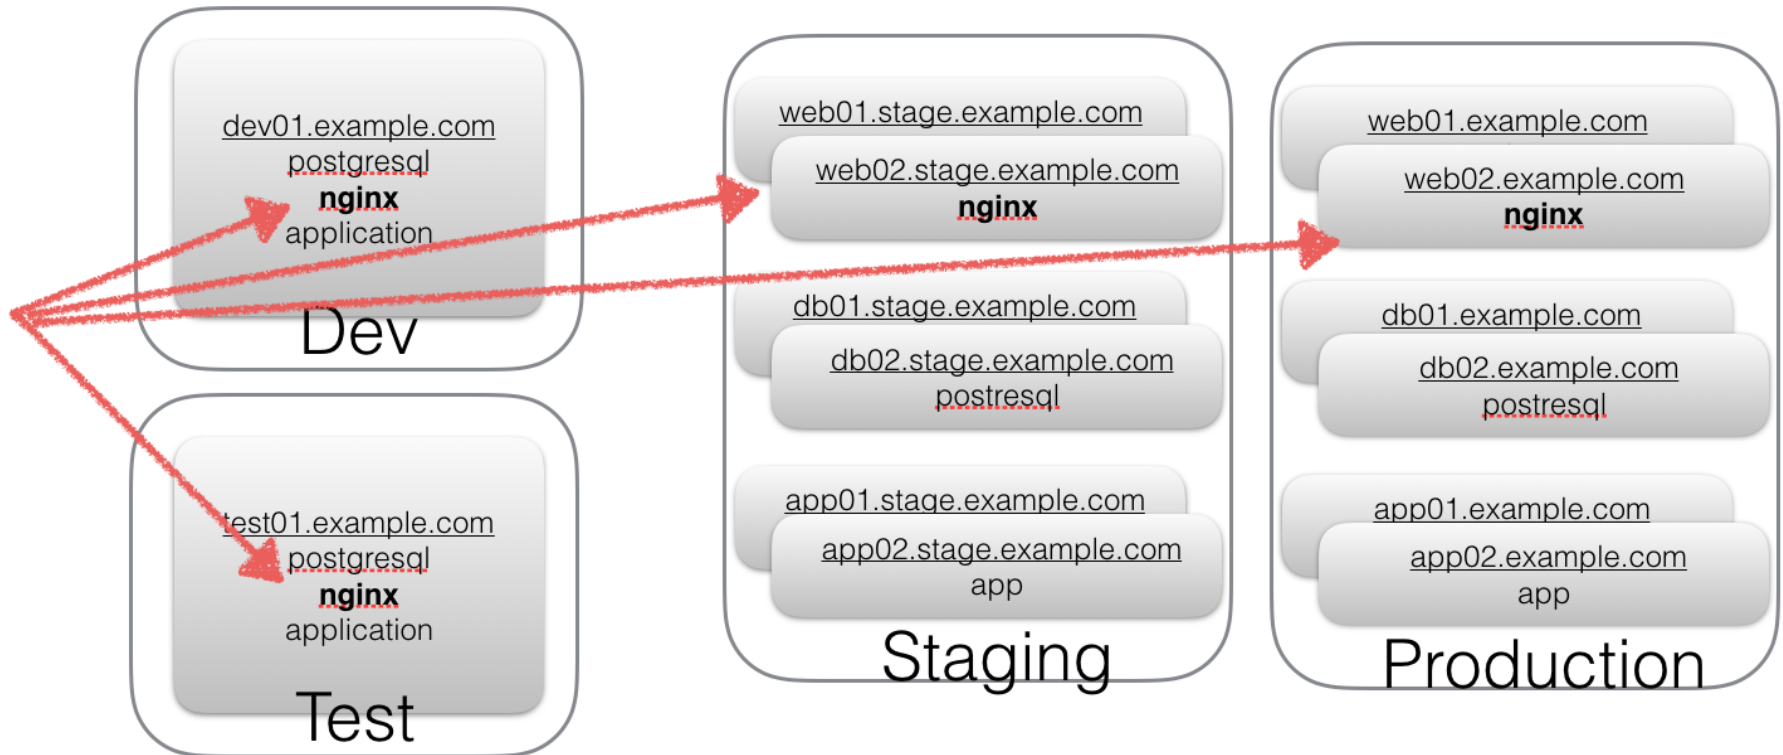 dev01.example.com
postgresql
nginx
application
Dev
test01.example.com
postgresql
nginx
application
Test
web01.stage.example.com
web02.stage.example.com
nginx
db01.stage.example.com
db02.stage.example.com
postresql
app01.stage.example.com
app02.stage.example.com
app
Staging
web01.example.com
web02.example.com
nginx
db01.example.com
db02.example.com
postresql
app01.example.com
app02.example.com
app
Production